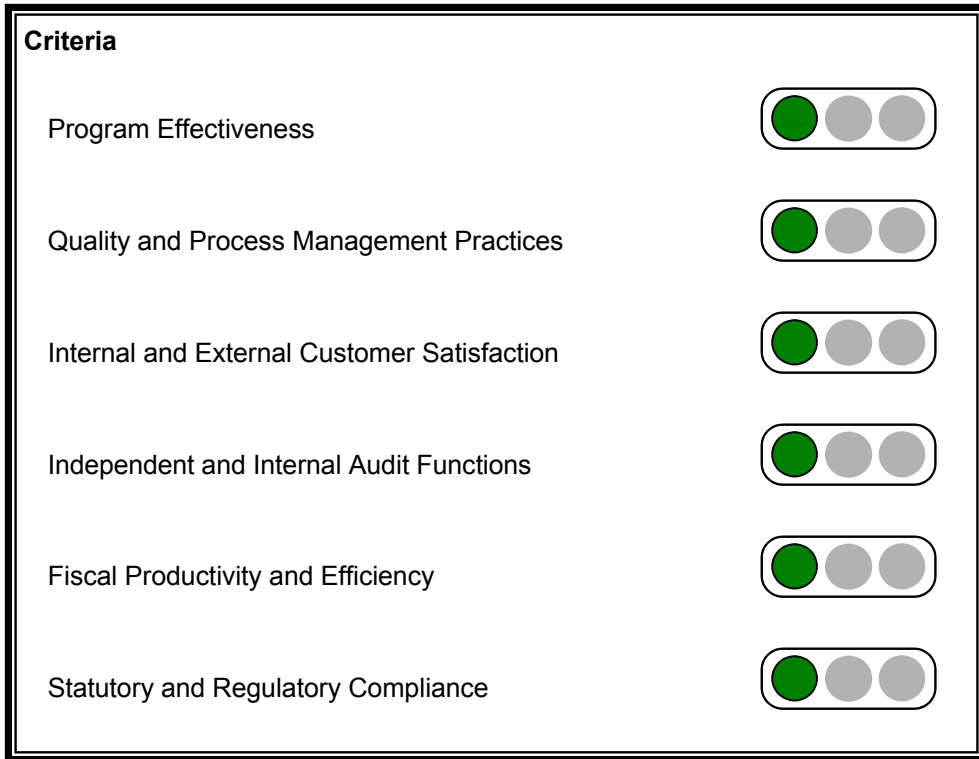 Criteria
Program Effectiveness
Quality and Process Management Practices
Internal and External Customer Satisfaction
Independent and Internal Audit Functions
Fiscal Productivity and Efficiency
Statutory and Regulatory Compliance